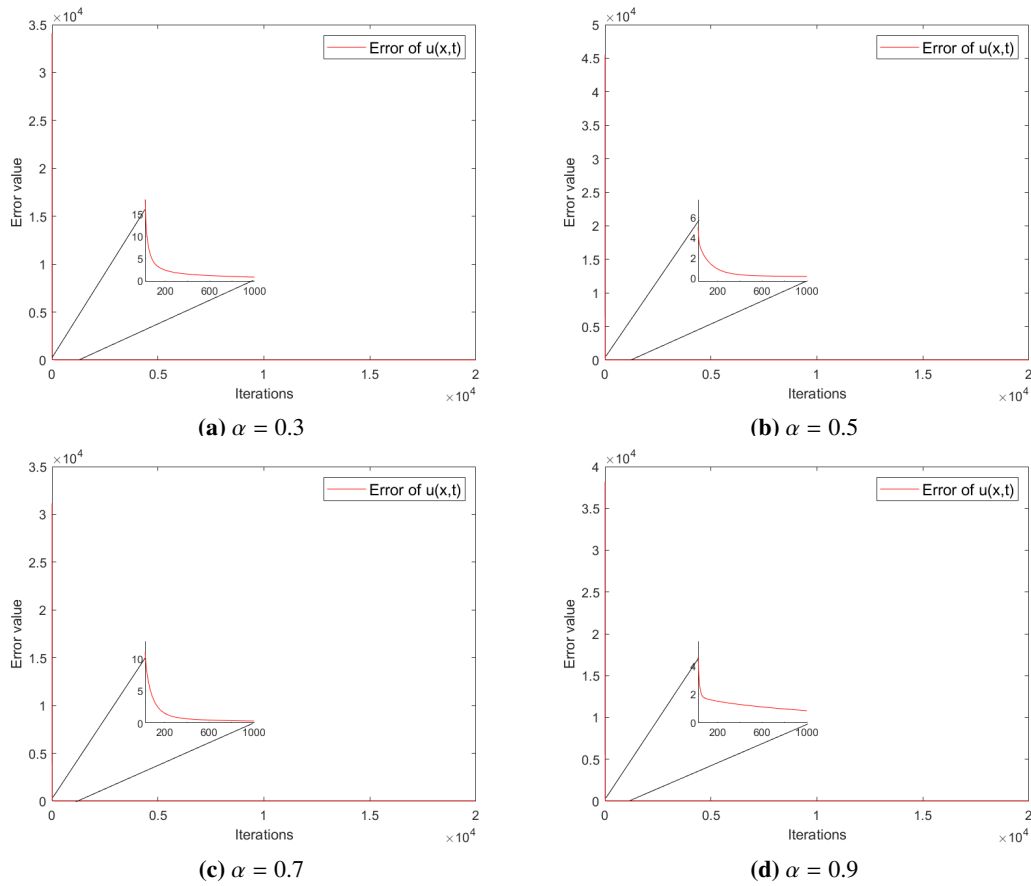 ×10⁴
3.5
3
2.5
2
1.5
1
0.5
0
Error value
Error of u(x,t)
15
10
5
0
200 600 1000
0 0.5 1 1.5 2
Iterations
×10⁴
(a) α = 0.3
×10⁴
5
4.5
4
3.5
3
2.5
2
1.5
1
0.5
0
Error value
Error of u(x,t)
6
4
2
0
200 600 1000
0 0.5 1 1.5 2
Iterations
×10⁴
(b) α = 0.5
×10⁴
3.5
3
2.5
2
1.5
1
0.5
0
Error value
Error of u(x,t)
10
5
0
200 600 1000
0 0.5 1 1.5 2
Iterations
×10⁴
(c) α = 0.7
×10⁴
4
3.5
3
2.5
2
1.5
1
0.5
0
Error value
Error of u(x,t)
4
2
0
200 600 1000
0 0.5 1 1.5 2
Iterations
×10⁴
(d) α = 0.9